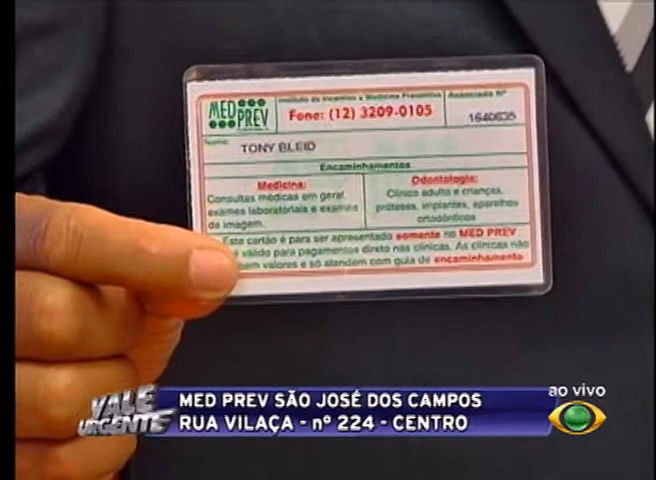 MED PREV
Instituto de Incentivo a Medicina Preventiva
Fone: (12) 3209-0105
Associado Nº
1640635
Nome:
TONY BLEID
Encaminhamentos
Medicina:
Consultas médicas em geral,
exames laboratoriais e exames
de imagem.
Odontologia:
Clínico adulto e crianças,
próteses, implantes, aparelhos
ortodônticos
Este cartão é para ser apresentado somente no MED PREV
é válido para pagamentos direto nas clínicas. As clínicas não
valores e só atendem com guia de encaminhamento
VALE URGENTE
MED PREV SÃO JOSÉ DOS CAMPOS
RUA VILAÇA - nº 224 - CENTRO
ao vivo